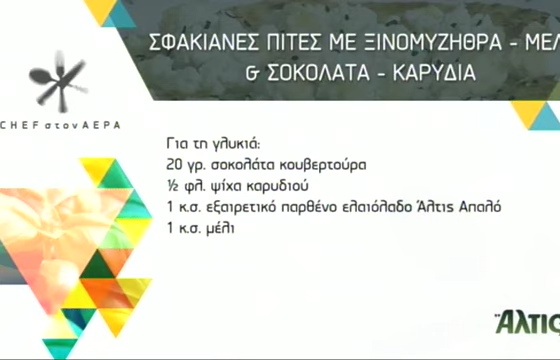 ΣΦΑΚΙΑΝΕΣ ΠΙΤΕΣ ΜΕ ΞΙΝΟΜΥΖΗΘΡΑ - ΜΕΛ
& ΣΟΚΟΛΑΤΑ - ΚΑΡΥΔΙΑ
CHEF στον ΑΕΡΑ
Για τη γλυκιά:
20 γρ. σοκολάτα κουβερτούρα
½ φλ. ψίχα καρυδιού
1 κ.σ. εξαιρετικό παρθένο ελαιόλαδο Άλτις Απαλό
1 κ.σ. μέλι
Άλτις